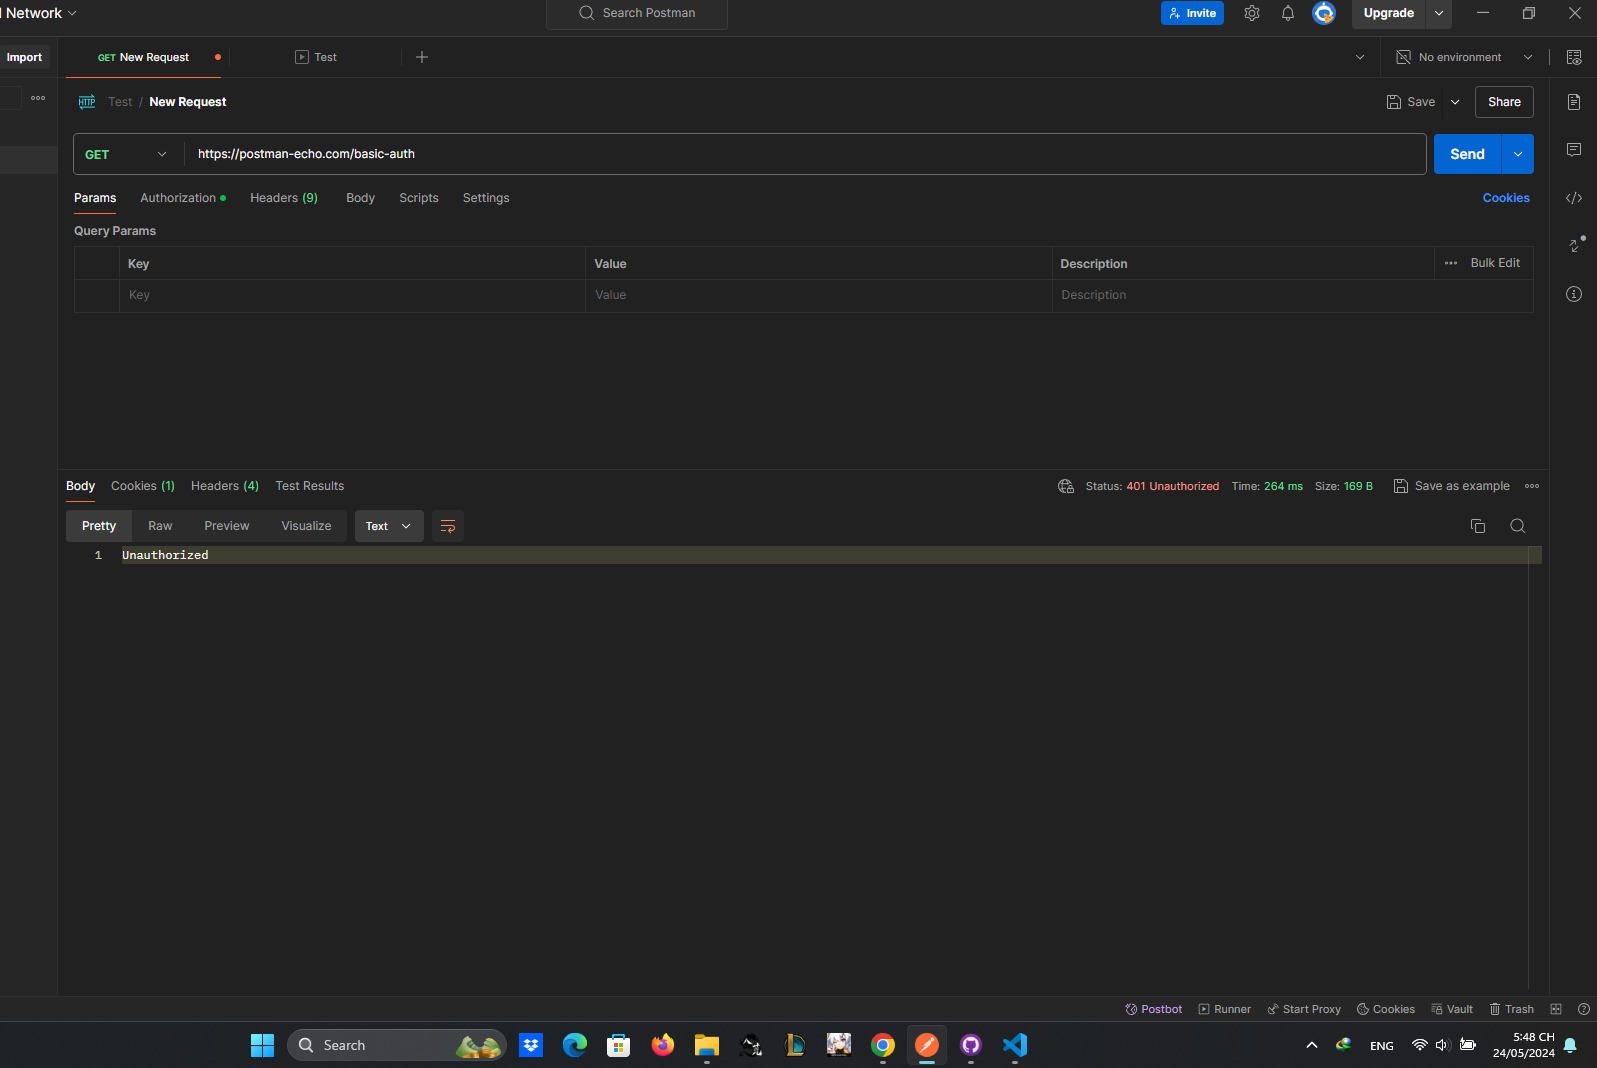 Network
Search Postman
Invite
Upgrade
Import
GET New Request
Test
No environment
HTTP Test / New Request
Save
Share
GET
https://postman-echo.com/basic-auth
Send
Params
Authorization
Headers (9)
Body
Scripts
Settings
Cookies
Query Params
Key
Value
Description
Bulk Edit
Key
Value
Description
Body
Cookies (1)
Headers (4)
Test Results
Status: 401 Unauthorized
Time: 264 ms
Size: 169 B
Save as example
Pretty
Raw
Preview
Visualize
Text
1 Unauthorized
Postbot
Runner
Start Proxy
Cookies
Vault
Trash
Search
ENG
5:48 CH
24/05/2024